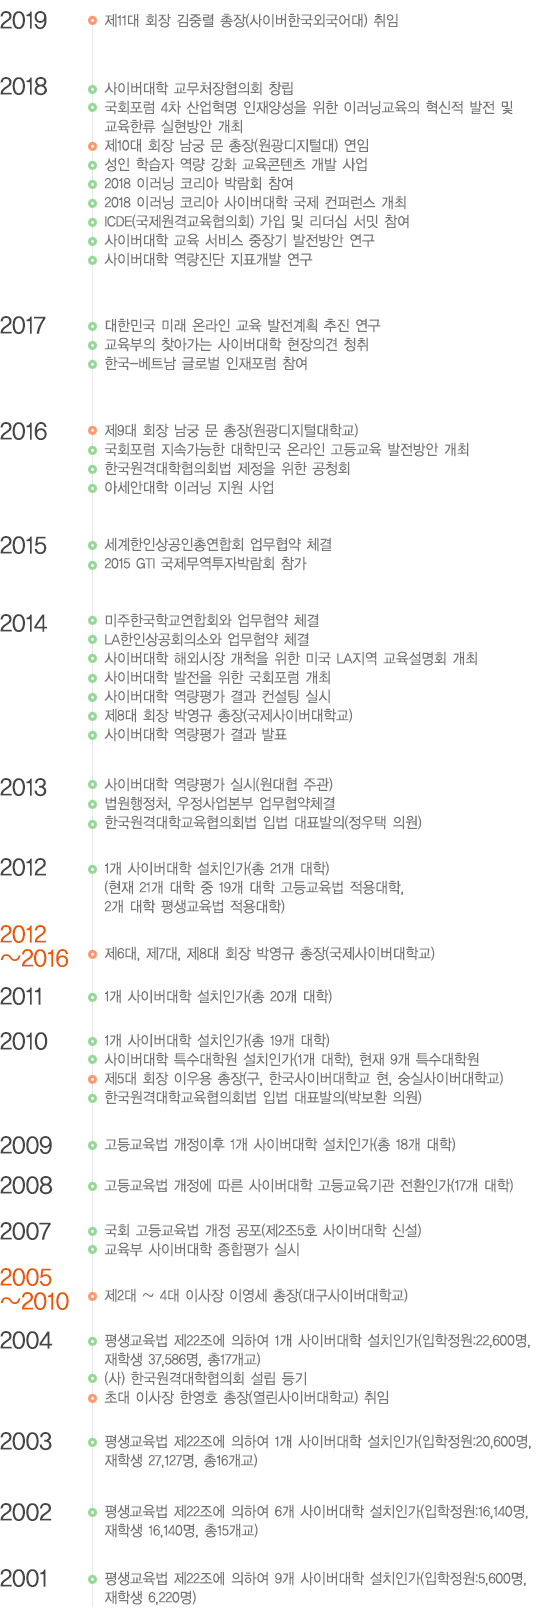 2019
제11대 회장 김중렬 총장(사이버한국외국어대) 취임
2018
사이버대학 교무처장협의회 창립
국회포럼 4차 산업혁명 인재양성을 위한 이러닝교육의 혁신적 발전 및
교육한류 실현방안 개최
제10대 회장 남궁 문 총장(원광디지털대) 연임
성인 학습자 역량 강화 교육콘텐츠 개발 사업
2018 이러닝 코리아 박람회 참여
2018 이러닝 코리아 사이버대학 국제 컨퍼런스 개최
ICDE(국제원격교육협의회) 가입 및 리더십 서밋 참여
사이버대학 교육 서비스 중장기 발전방안 연구
사이버대학 역량진단 지표개발 연구
2017
대한민국 미래 온라인 교육 발전계획 추진 연구
교육부의 찾아가는 사이버대학 현장의견 청취
한국-베트남 글로벌 인재포럼 참여
2016
제9대 회장 남궁 문 총장(원광디지털대학교)
국회포럼 지속가능한 대학민국 온라인 고등교육 발전방안 개최
한국원격대학협의회법 제정을 위한 공청회
아세안대학 이러닝 지원 사업
2015
세계한인상공인총연합회 업무협약 체결
2015 GTI 국제무역투자박람회 참가
2014
미주한국학교연합회와 업무협약 체결
LA한인상공회의소와 업무협약 체결
사이버대학 해외시장 개척을 위한 미국 LA지역 교육설명회 개최
사이버대학 발전을 위한 국회포럼 개최
사이버대학 역량평가 결과 컨설팅 실시
제8대 회장 박영규 총장(국제사이버대학교)
사이버대학 역량평가 결과 발표
2013
사이버대학 역량평가 실시(원대협 주관)
법원행정처, 우정사업본부 업무협약체결
한국원격대학교육협의회법 입법 대표발의(정우택 의원)
2012
1개 사이버대학 설치인가(총 21개 대학)
(현재 21개 대학 중 19개 대학 고등교육법 적용대학,
2개 대학 평생교육법 적용대학)
2012
~2016
제6대, 제7대, 제8대 회장 박영규 총장(국제사이버대학교)
2011
1개 사이버대학 설치인가(총 20개 대학)
2010
1개 사이버대학 설치인가(총 19개 대학)
사이버대학 특수대학원 설치인가(1개 대학), 현재 9개 특수대학원
제5대 회장 이우용 총장(구, 한국사이버대학교 현, 숭실사이버대학교)
한국원격대학교육협의회법 입법 대표발의(박보환 의원)
2009
고등교육법 개정이후 1개 사이버대학 설치인가(총 18개 대학)
2008
고등교육법 개정에 따른 사이버대학 고등교육기관 전환인가(17개 대학)
2007
국회 고등교육법 개정 공포(제2조5호 사이버대학 신설)
교육부 사이버대학 종합평가 실시
2005
~2010
제2대 ~ 4대 이사장 이영세 총장(대구사이버대학교)
2004
평생교육법 제22조에 의하여 1개 사이버대학 설치인가(입학정원:22,600명,
재학생 37,586명, 총17개교)
(사) 한국원격대학협의회 설립 등기
초대 이사장 한영호 총장(열린사이버대학교) 취임
2003
평생교육법 제22조에 의하여 1개 사이버대학 설치인가(입학정원:20,600명,
재학생 27,127명, 총16개교)
2002
평생교육법 제22조에 의하여 6개 사이버대학 설치인가(입학정원:16,140명,
재학생 16,140명, 총15개교)
2001
평생교육법 제22조에 의하여 9개 사이버대학 설치인가(입학정원:5,600명,
재학생 6,220명)